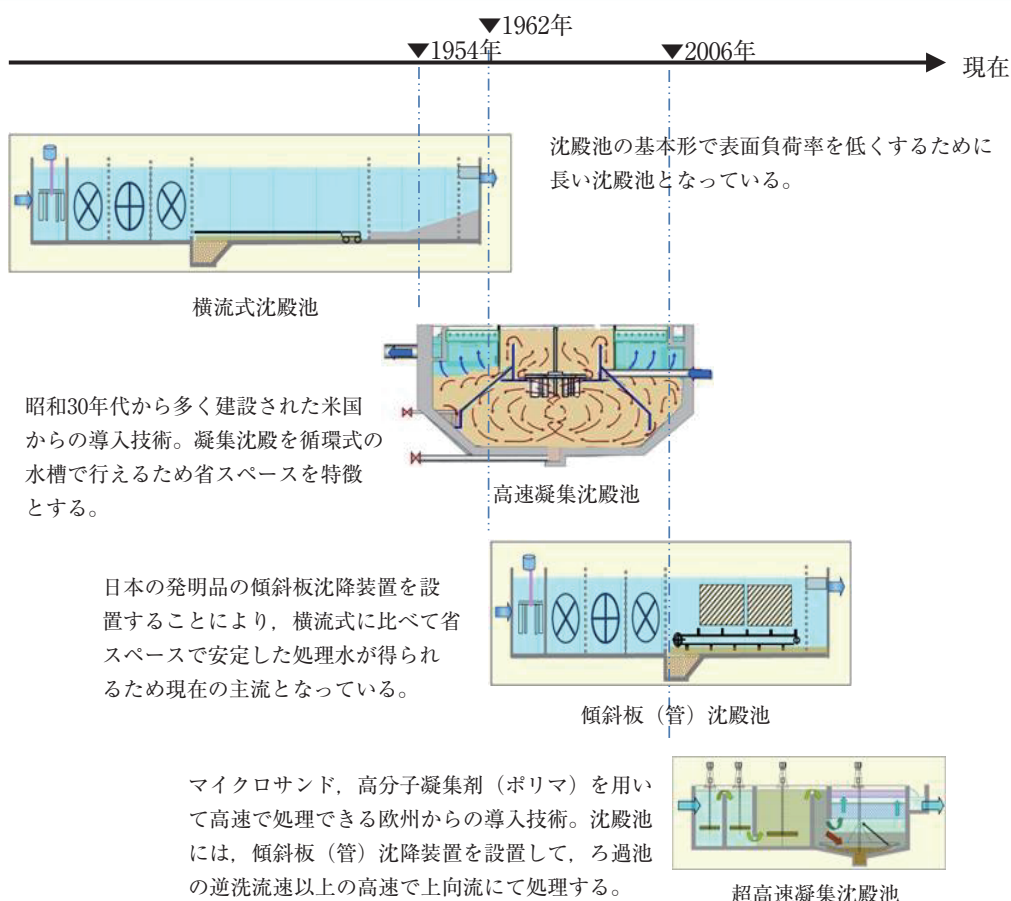 ▼1962年
▼1954年
▼2006年
現在
沈殿池の基本形で表面負荷率を低くするために
長い沈殿池となっている。
横流式沈殿池
昭和30年代から多く建設された米国
からの導入技術。凝集沈殿を循環式の
水槽で行えるため省スペースを特徴
とする。
高速凝集沈殿池
日本の発明品の傾斜板沈降装置を設
置することにより，横流式に比べて省
スペースで安定した処理水が得られ
るため現在の主流となっている。
傾斜板（管）沈殿池
マイクロサンド，高分子凝集剤（ポリマ）を用い
て高速で処理できる欧州からの導入技術。沈殿池
には，傾斜板（管）沈降装置を設置して，ろ過池
の逆洗流速以上の高速で上向流にて処理する。
超高速凝集沈殿池